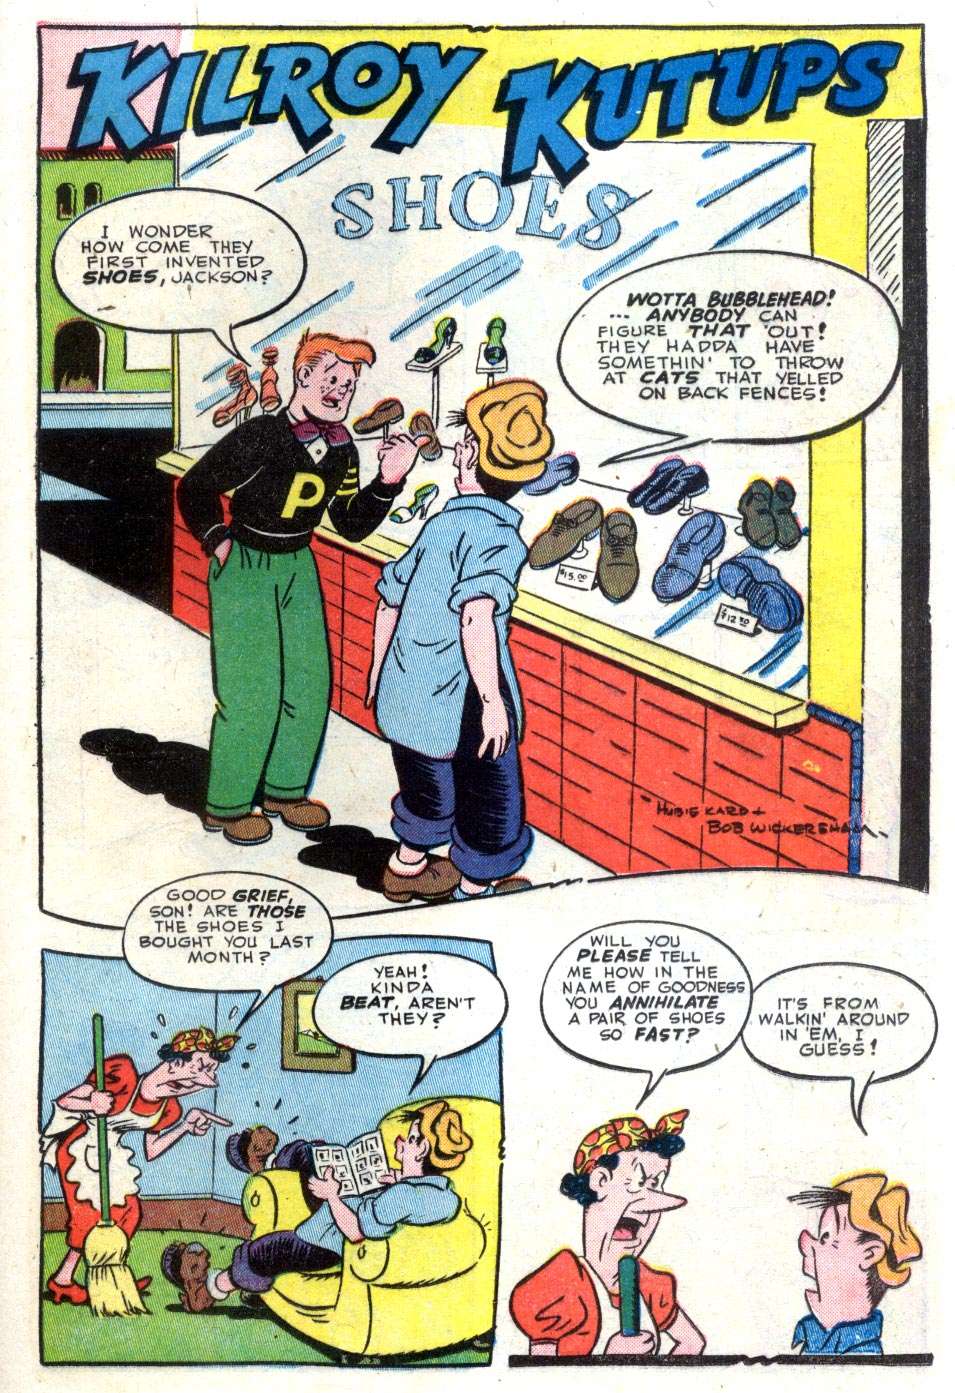 KILROY KUTUPS
SHOES
I WONDER
HOW COME THEY
FIRST INVENTED
SHOES, JACKSON?
WOTTA BUBBLEHEAD!
... ANYBODY CAN
FIGURE THAT 'OUT!
THEY HADDA HAVE
SOMETHIN' TO THROW
AT CATS THAT YELLED
ON BACK FENCES!
P
$15.00
$12.50
HUBIE KARP +
BOB WICKERSHAM
GOOD GRIEF,
SON! ARE THOSE
THE SHOES I
BOUGHT YOU LAST
MONTH?
YEAH!
KINDA
BEAT, AREN'T
THEY?
WILL YOU
PLEASE TELL
ME HOW IN THE
NAME OF GOODNESS
YOU ANNIHILATE
A PAIR OF SHOES
SO FAST?
IT'S FROM
WALKIN' AROUND
IN 'EM, I
GUESS!